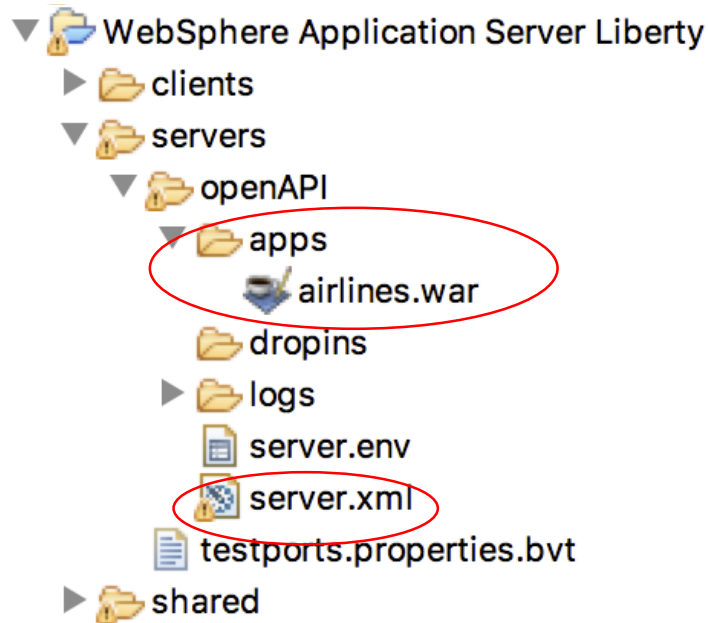 WebSphere Application Server Liberty
clients
servers
openAPI
apps
airlines.war
dropins
logs
server.env
server.xml
testports.properties.bvt
shared